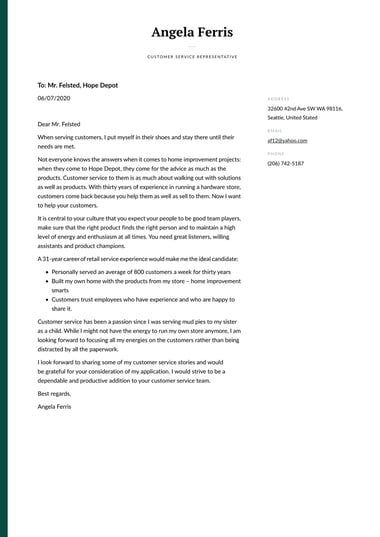 Angela Ferris
CUSTOMER SERVICE REPRESENTATIVE
To: Mr. Felsted, Hope Depot
06/07/2020
Dear Mr. Felsted
When serving customers, I put myself in their shoes and stay there until their
needs are met.
Not everyone knows the answers when it comes to home improvement projects:
when they come to Hope Depot, they come for the advice as much as the
products. Customer service to them is as much about walking out with solutions
as well as products. With thirty years of experience in running a hardware store,
customers come back because you help them as well as sell to them. Now I want
to help your customers.
It is central to your culture that you expect your people to be good team players,
make sure that the right product finds the right person and to maintain a high
level of energy and enthusiasm at all times. You need great listeners, willing
assistants and product champions.
A 31-year career of retail service experience would make me the ideal candidate:
• Personally served an average of 800 customers a week for thirty years
• Built my own home with the products from my store – home improvement
smarts
• Customers trust employees who have experience and who are happy to
share it.
Customer service has been a passion since I was serving mud pies to my sister
as a child. While I might not have the energy to run my own store anymore, I am
looking forward to focusing all my energies on the customers rather than being
distracted by all the paperwork.
I look forward to sharing some of my customer service stories and would
be grateful for your consideration of my application. I would strive to be a
dependable and productive addition to your customer service team.
Best regards,
Angela Ferris
ADDRESS
32600 42nd Ave SW WA 98116,
Seattle, United Stated
EMAIL
af12@yahoo.com
PHONE
(206) 742-5187